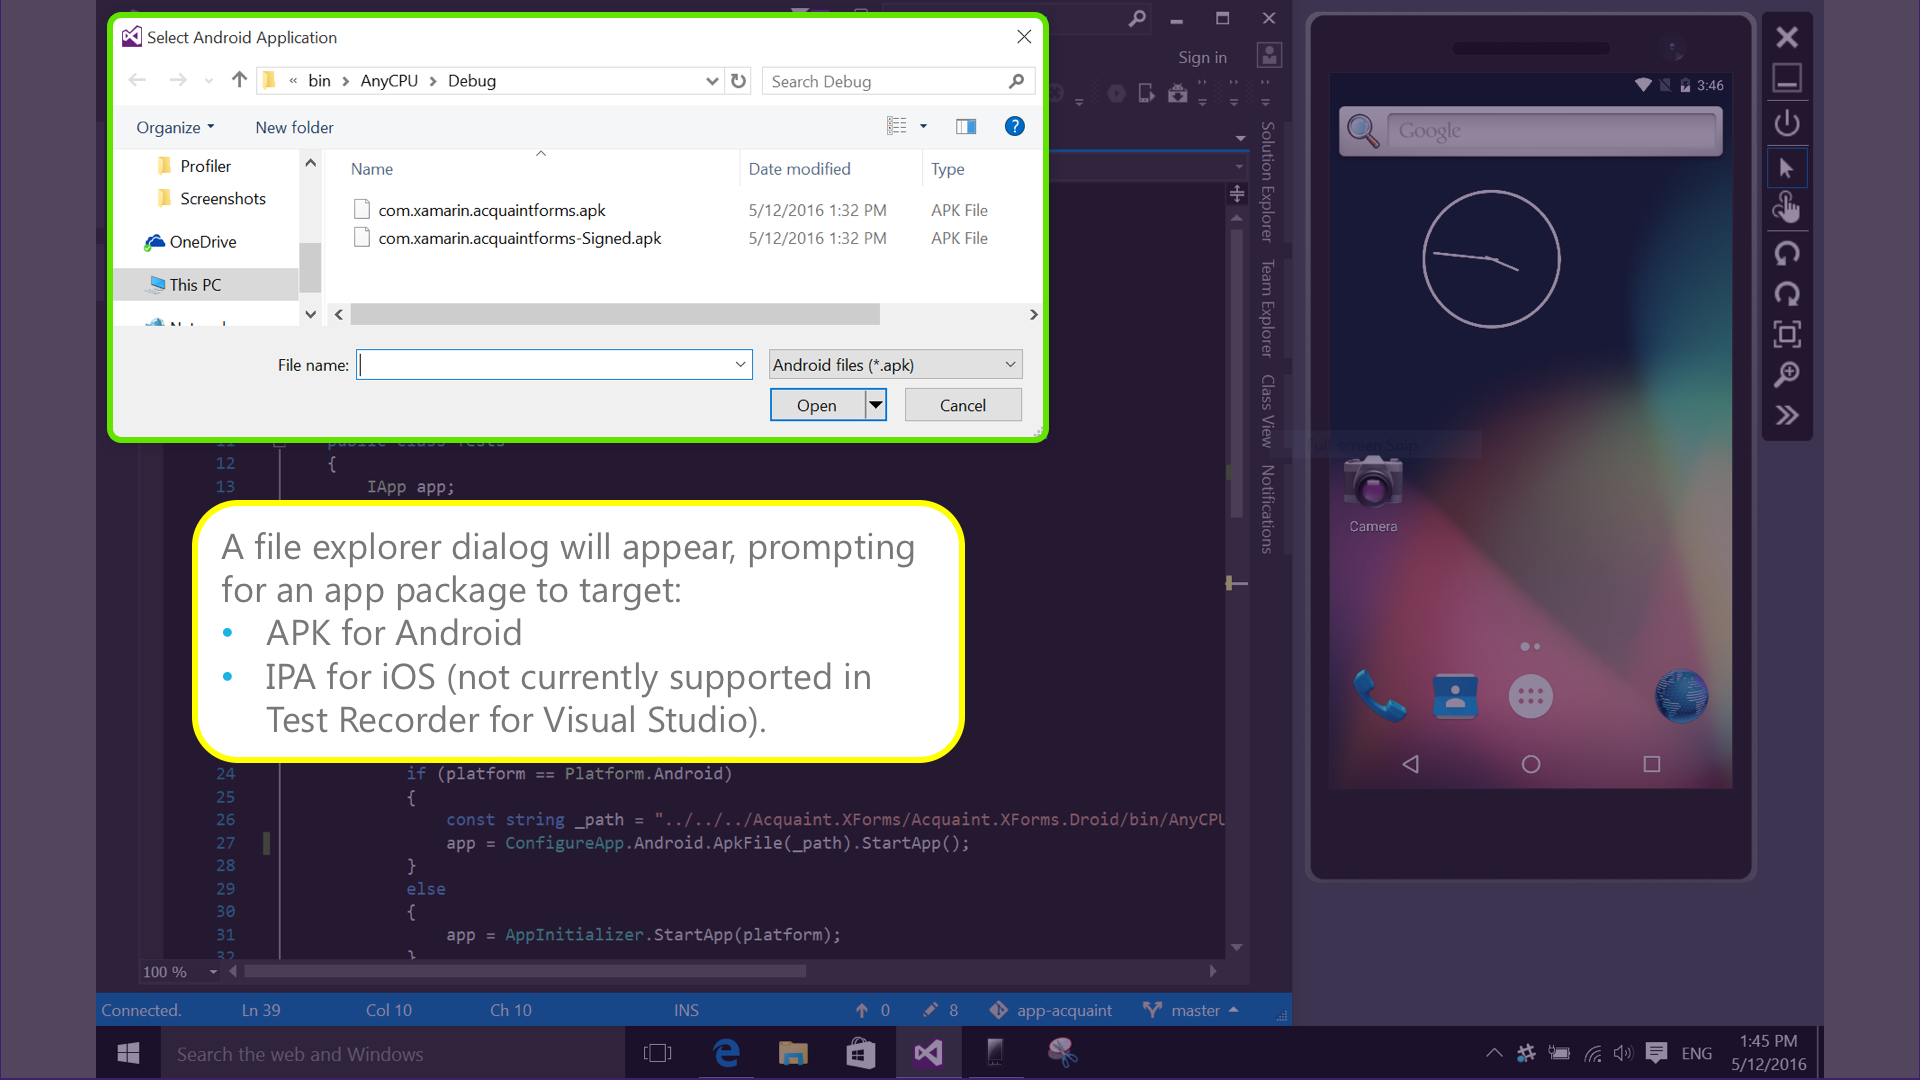 Select Android Application
« bin > AnyCPU > Debug
Search Debug
Organize
New folder
Profiler
Screenshots
OneDrive
This PC
Name
Date modified
Type
com.xamarin.acquaintforms.apk
5/12/2016 1:32 PM
APK File
com.xamarin.acquaintforms-Signed.apk
5/12/2016 1:32 PM
APK File
File name:
Android files (*.apk)
Open
Cancel
Sign in
Solution Explorer
Team Explorer
Class View
Notifications
12 {
13 IApp app;
A file explorer dialog will appear, prompting
for an app package to target:
• APK for Android
• IPA for iOS (not currently supported in
Test Recorder for Visual Studio).
24 if (platform == Platform.Android)
25 {
26 const string _path = "../../../Acquaint.XForms/Acquaint.XForms.Droid/bin/AnyCPU
27 app = ConfigureApp.Android.ApkFile(_path).StartApp();
28 }
29 else
30 {
31 app = AppInitializer.StartApp(platform);
32 }
100 %
Connected.
Ln 39
Col 10
Ch 10
INS
0
8
app-acquaint
master
Search the web and Windows
ENG
1:45 PM
5/12/2016
3:46
Google
Camera